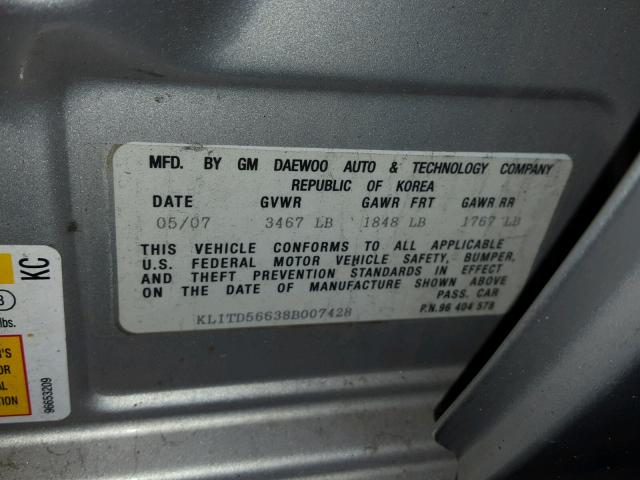 MFD. BY GM DAEWOO AUTO & TECHNOLOGY COMPANY
REPUBLIC OF KOREA
DATE GVWR GAWR FRT GAWR RR
05/07 3467 LB 1848 LB 1767 LB
THIS VEHICLE CONFORMS TO ALL APPLICABLE
U.S. FEDERAL MOTOR VEHICLE SAFETY, BUMPER,
AND THEFT PREVENTION STANDARDS IN EFFECT
ON THE DATE OF MANUFACTURE SHOWN ABOVE
PASS. CAR
KL1TD56638B007428
P.N.96 404 578
KC
lbs.
96653209